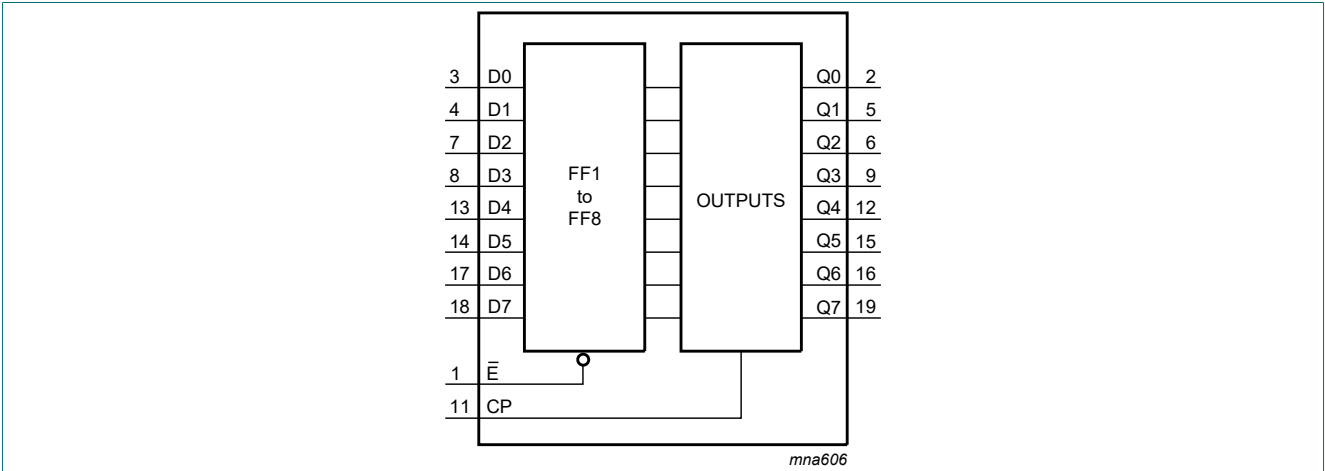 3 D0 Q0 2
4 D1 Q1 5
7 D2 Q2 6
8 D3 FF1 Q3 9
to OUTPUTS
13 D4 FF8 Q4 12
14 D5 Q5 15
17 D6 Q6 16
18 D7 Q7 19
1 E̅
11 CP
mna606